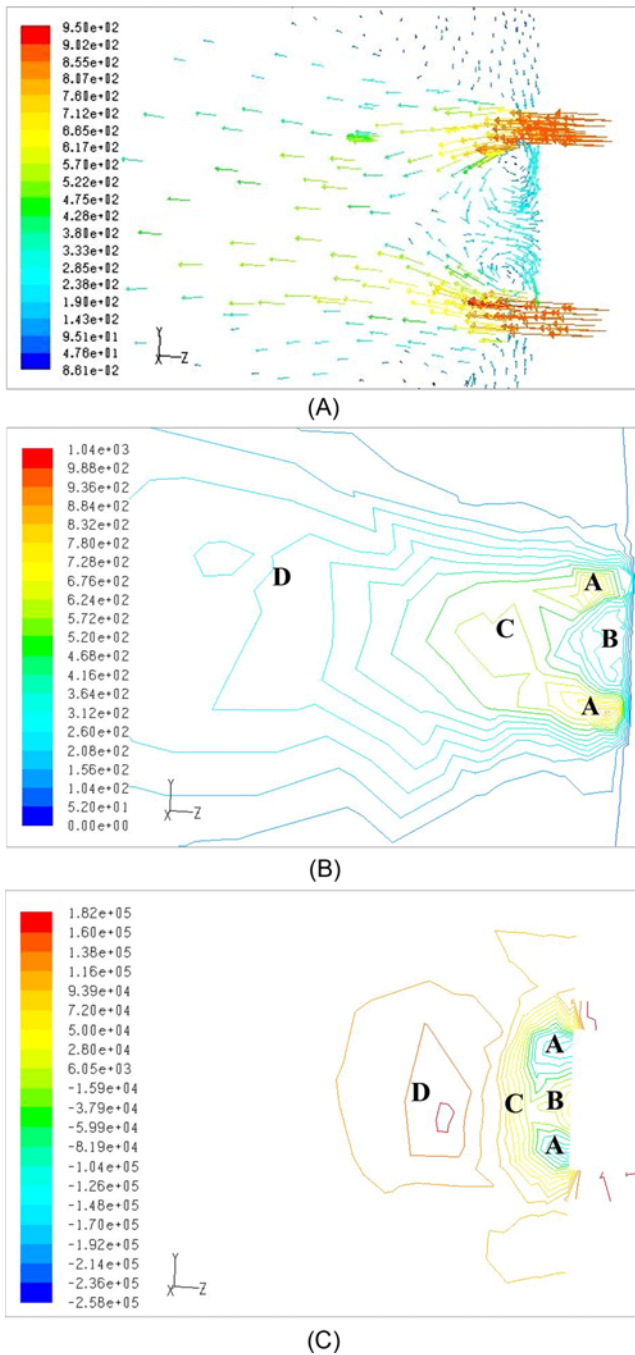 9.50e+02
9.02e+02
8.55e+02
8.07e+02
7.60e+02
7.12e+02
6.65e+02
6.17e+02
5.70e+02
5.22e+02
4.75e+02
4.28e+02
3.80e+02
3.33e+02
2.85e+02
2.38e+02
1.90e+02
1.43e+02
9.51e+01
4.76e+01
8.61e-02
Y
X Z
(A)
1.04e+03
9.88e+02
9.36e+02
8.84e+02
8.32e+02
7.80e+02
7.28e+02
6.76e+02
6.24e+02
5.72e+02
5.20e+02
4.68e+02
4.16e+02
3.64e+02
3.12e+02
2.60e+02
2.08e+02
1.56e+02
1.04e+02
5.20e+01
0.00e+00
D
A
C
B
A
Y
X Z
(B)
1.82e+05
1.60e+05
1.38e+05
1.16e+05
9.39e+04
7.20e+04
5.00e+04
2.80e+04
6.05e+03
-1.59e+04
-3.79e+04
-5.99e+04
-8.19e+04
-1.04e+05
-1.26e+05
-1.48e+05
-1.70e+05
-1.92e+05
-2.14e+05
-2.36e+05
-2.58e+05
A
D
C
B
A
Y
X Z
(C)